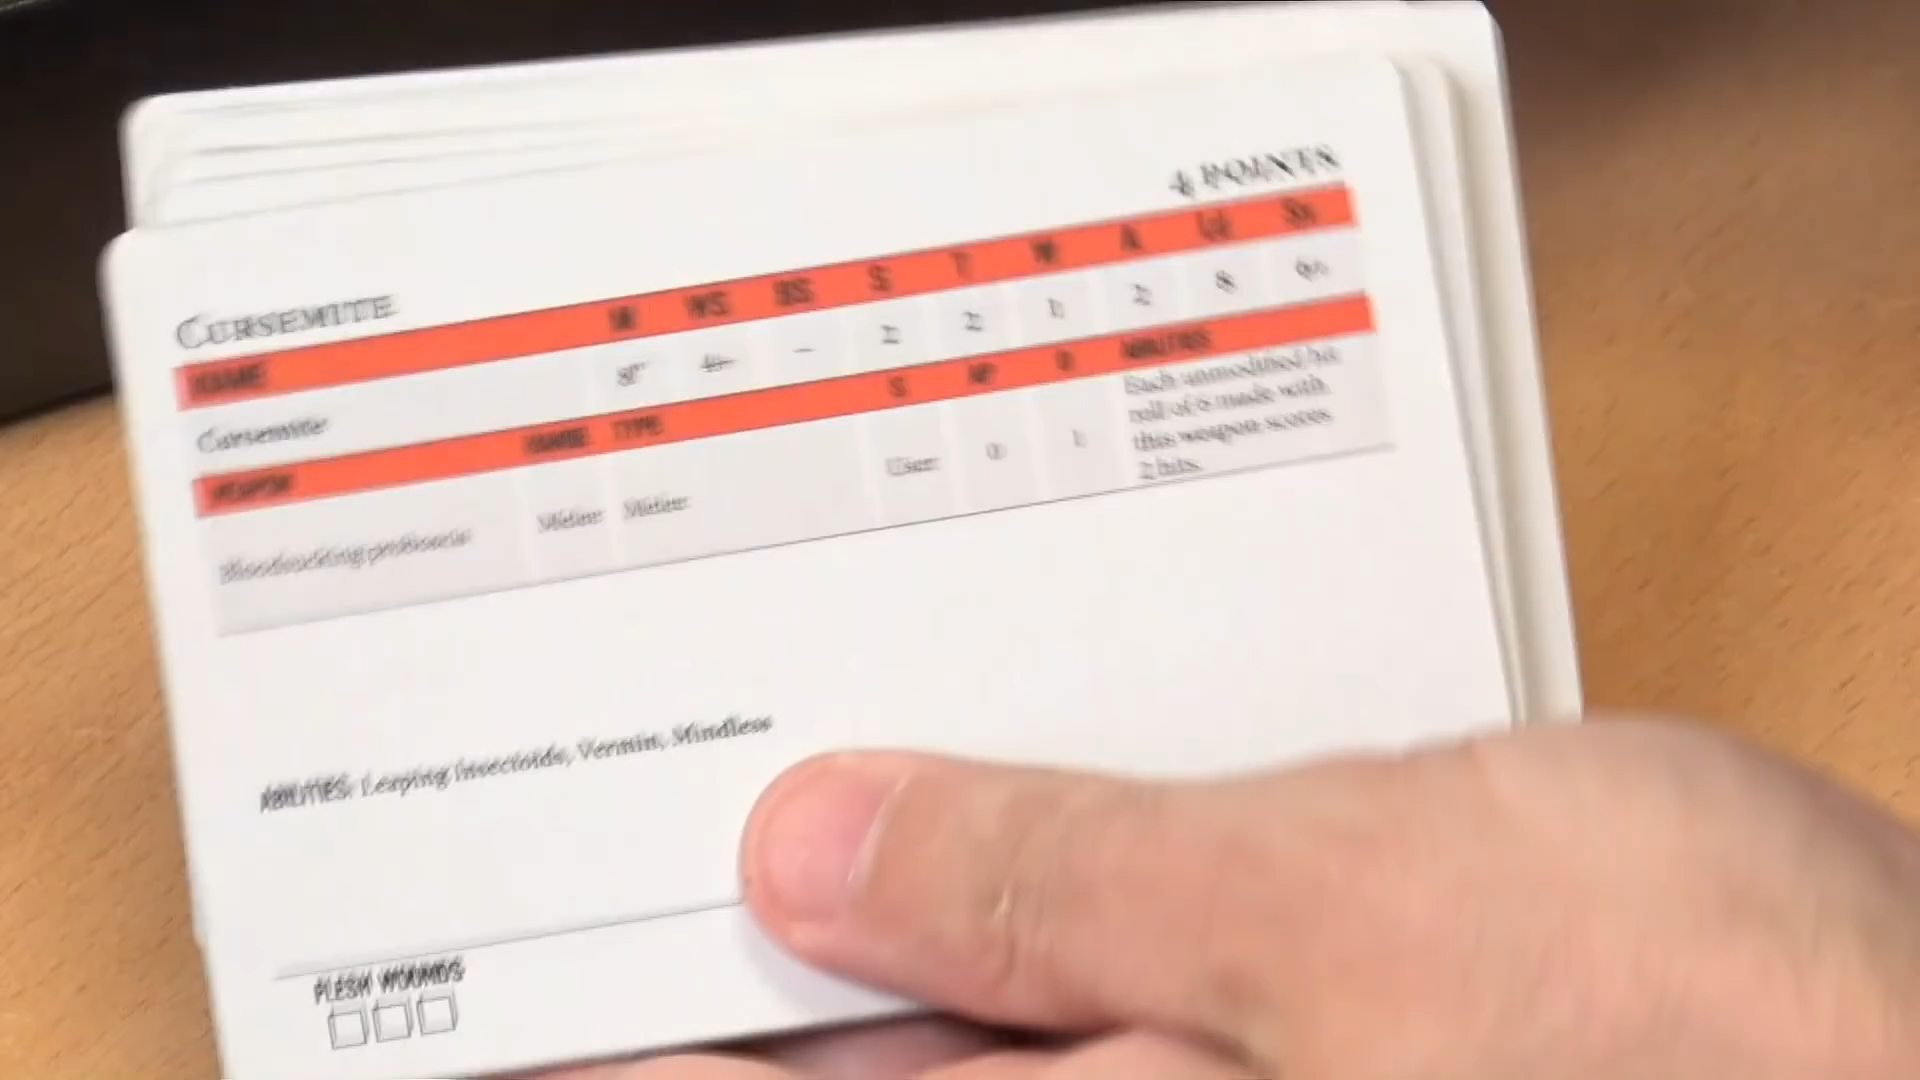 4 POINTS
CURSEMITE
NAME M WS BS S T W A Ld Sv
Cursemite 8" 4+ - 2 2 1 2 8 6+
WEAPON RANGE TYPE S AP D ABILITIES
Bloodsucking proboscis Melee Melee User 0 1 Each unmodified hit
roll of 6 made with
this weapon scores
2 hits.
ABILITIES: Leaping Insectoids, Vermin, Mindless
FLESH WOUNDS